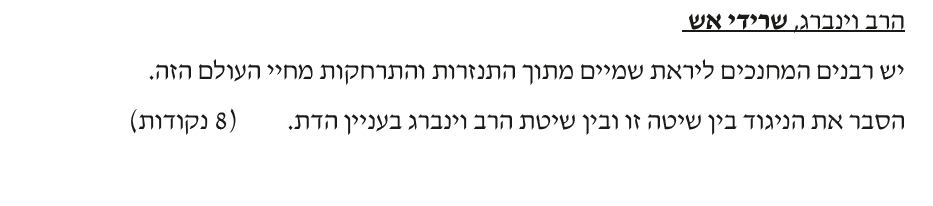 הרב וינברג, שרידי אש
יש רבנים המחנכים ליראת שמיים מתוך התנזרות והתרחקות מחיי העולם הזה.
הסבר את הניגוד בין שיטה זו ובין שיטת הרב וינברג בעניין הדת. (8 נקודות)